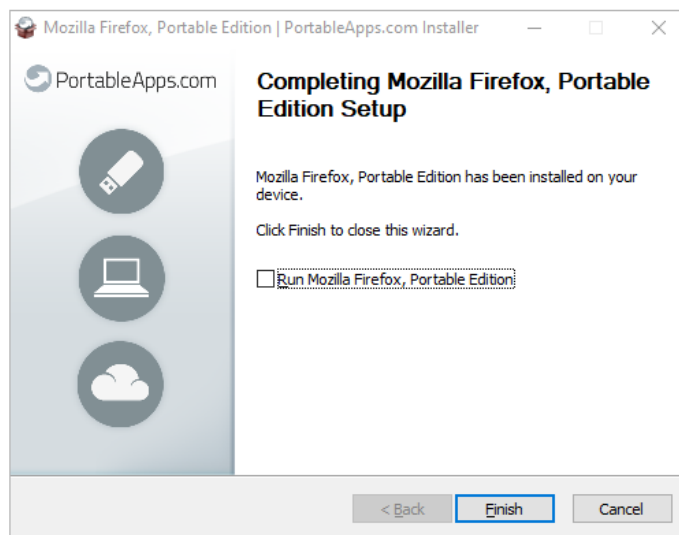 Mozilla Firefox, Portable Edition | PortableApps.com Installer
PortableApps.com
Completing Mozilla Firefox, Portable
Edition Setup
Mozilla Firefox, Portable Edition has been installed on your
device.
Click Finish to close this wizard.
Run Mozilla Firefox, Portable Edition
< Back
Finish
Cancel